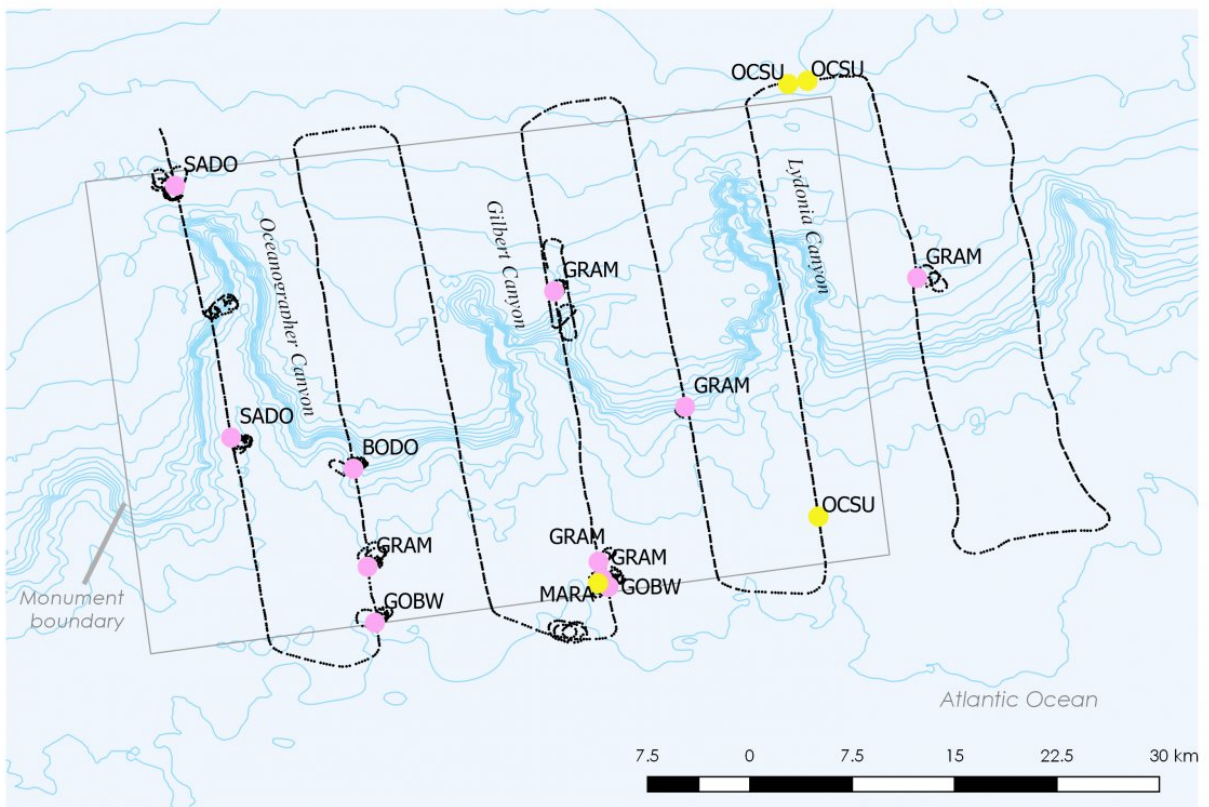 OCSU
OCSU
SADO
Lydonia Canyon
Oceanographer Canyon
Gilbert Canyon
GRAM
GRAM
GRAM
SADO
BODO
OCSU
GRAM
GRAM
GRAM
MARA
GOBW
GOBW
Monument
boundary
Atlantic Ocean
7.5 0 7.5 15 22.5 30 km